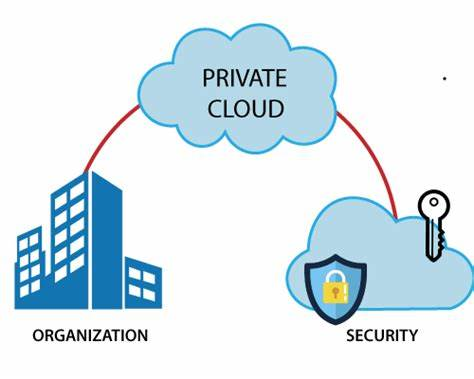 PRIVATE
CLOUD
ORGANIZATION
SECURITY